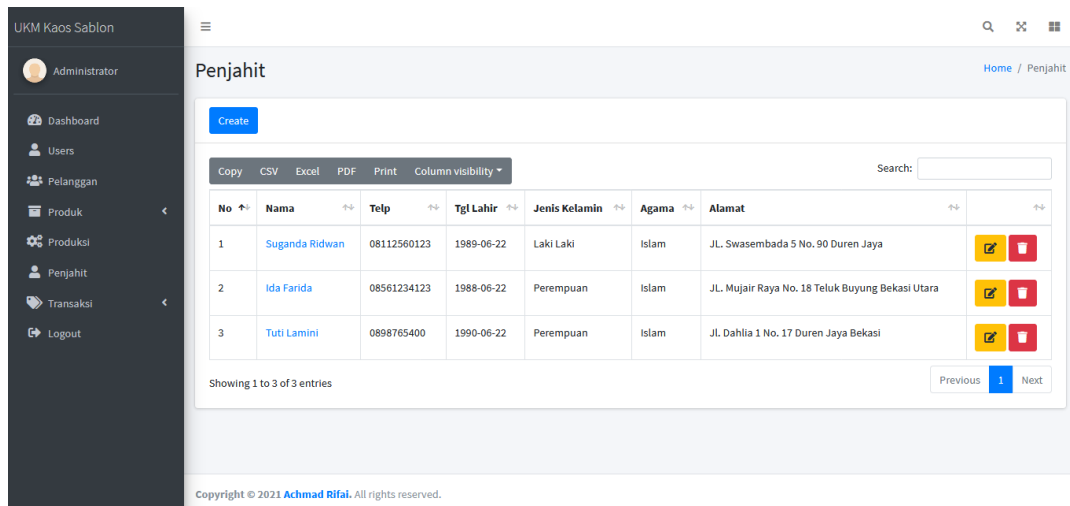 UKM Kaos Sablon
Administrator
Dashboard
Users
Pelanggan
Produk
Produksi
Penjahit
Transaksi
Logout
Penjahit
Home / Penjahit
Create
Copy CSV Excel PDF Print Column visibility
Search:
No Nama Telp Tgl Lahir Jenis Kelamin Agama Alamat
1 Suganda Ridwan 08112560123 1989-06-22 Laki Laki Islam JL. Swasembada 5 No. 90 Duren Jaya
2 Ida Farida 08561234123 1988-06-22 Perempuan Islam JL. Mujair Raya No. 18 Teluk Buyung Bekasi Utara
3 Tuti Lamini 0898765400 1990-06-22 Perempuan Islam Jl. Dahlia 1 No. 17 Duren Jaya Bekasi
Showing 1 to 3 of 3 entries
Previous 1 Next
Copyright © 2021 Achmad Rifai. All rights reserved.